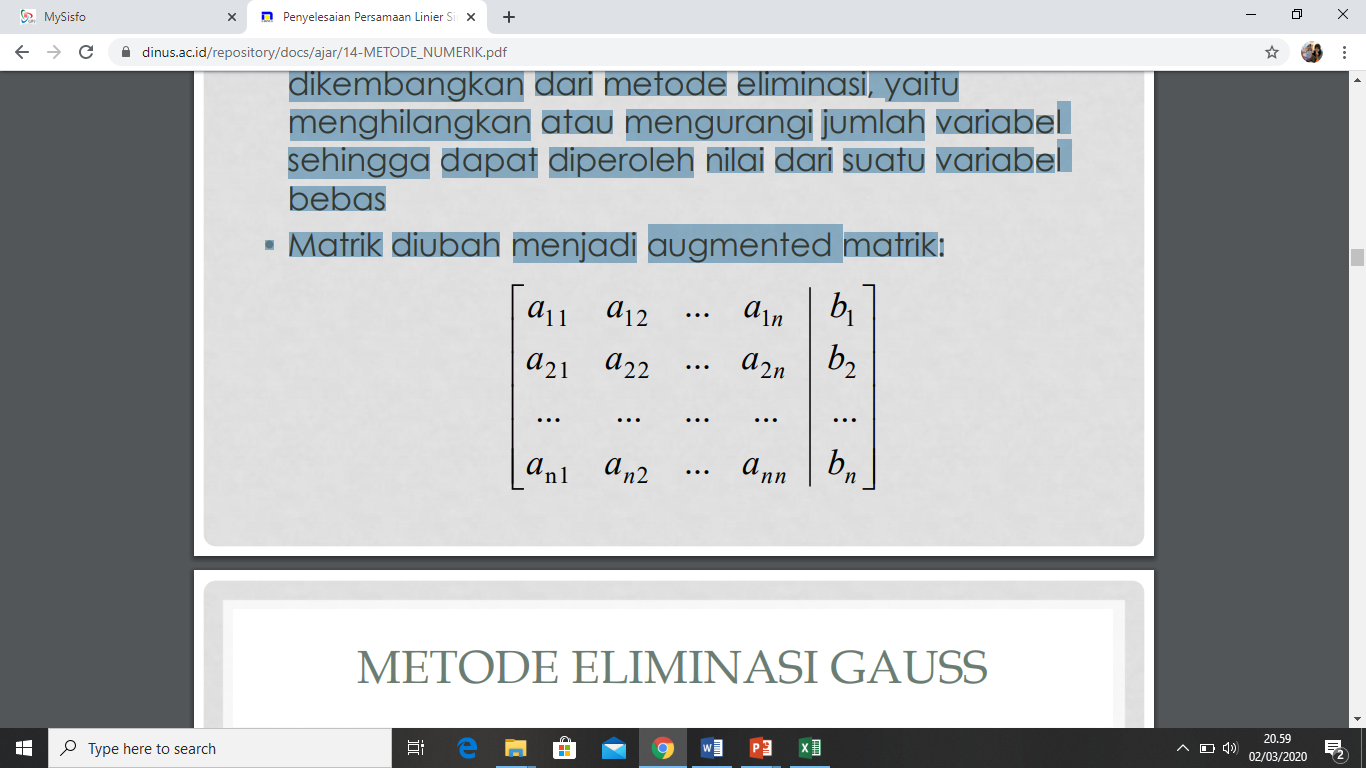 MySisfo
Penyelesaian Persamaan Linier Si
dinus.ac.id/repository/docs/ajar/14-METODE_NUMERIK.pdf
dikembangkan dari metode eliminasi, yaitu
menghilangkan atau mengurangi jumlah variabel
sehingga dapat diperoleh nilai dari suatu variabel
bebas
Matrik diubah menjadi augmented matrik:
a11 a12 ... a1n b1
a21 a22 ... a2n b2
... ... ... ... ...
an1 an2 ... ann bn
METODE ELIMINASI GAUSS
Type here to search
20.59
02/03/2020
2